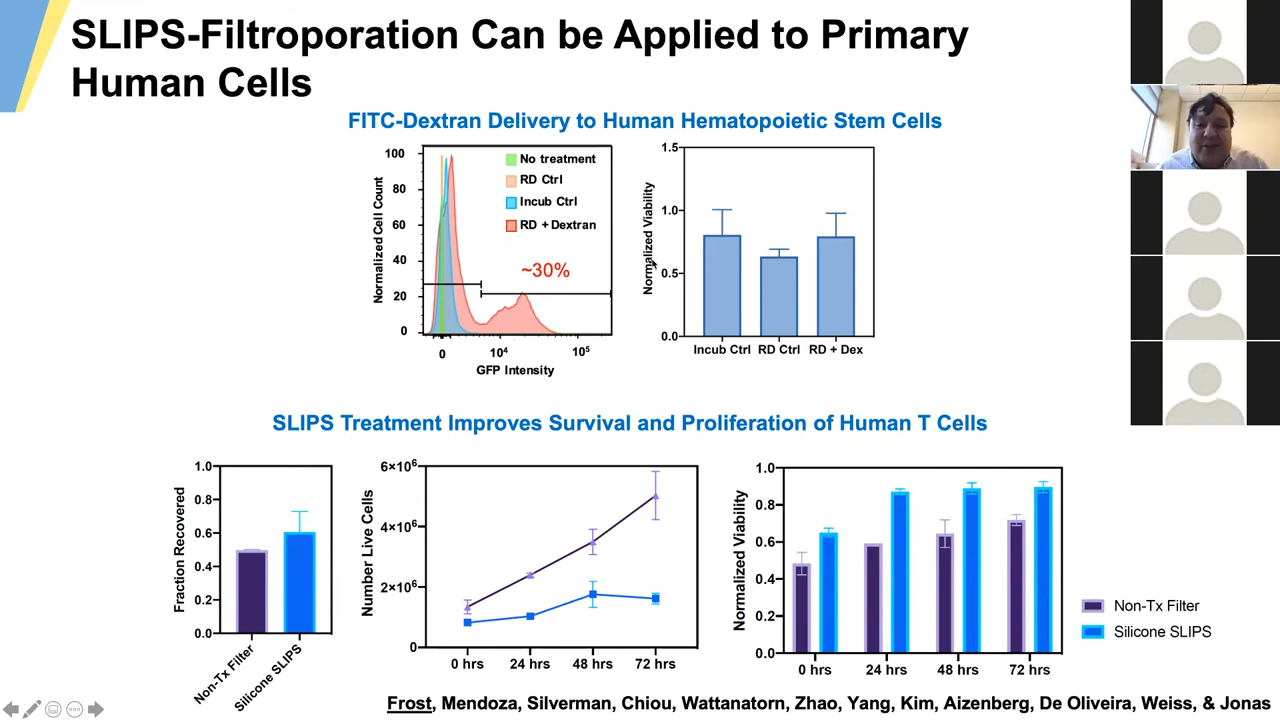 SLIPS-Filtroporation Can be Applied to Primary
Human Cells
FITC-Dextran Delivery to Human Hematopoietic Stem Cells
Normalized Cell Count
100
80
60
40
20
0
No treatment
RD Ctrl
Incub Ctrl
RD + Dextran
~30%
0
10⁴
10⁵
GFP Intensity
Normalized Viability
1.5
1.0
0.5
0.0
Incub Ctrl
RD Ctrl
RD + Dex
SLIPS Treatment Improves Survival and Proliferation of Human T Cells
Fraction Recovered
1.0
0.8
0.6
0.4
0.2
0.0
Non-Tx Filter
Silicone SLIPS
Number Live Cells
6×10⁶
4×10⁶
2×10⁶
0
0 hrs
24 hrs
48 hrs
72 hrs
Normalized Viability
1.0
0.8
0.6
0.4
0.2
0.0
0 hrs
24 hrs
48 hrs
72 hrs
Non-Tx Filter
Silicone SLIPS
Frost, Mendoza, Silverman, Chiou, Wattanatorn, Zhao, Yang, Kim, Aizenberg, De Oliveira, Weiss, & Jonas